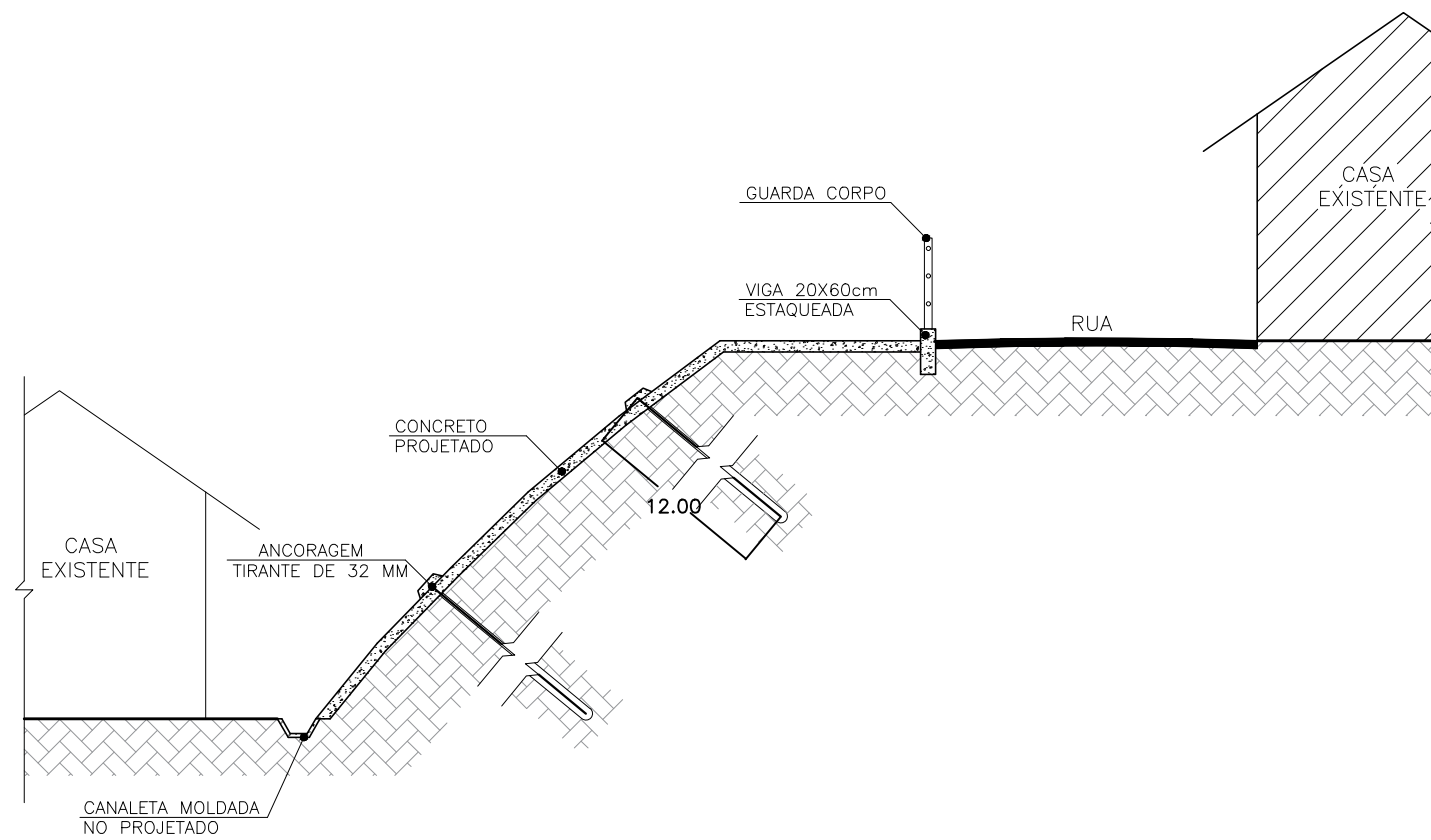 CASA
EXISTENTE
GUARDA CORPO
VIGA 20X60cm
ESTAQUEADA
RUA
CONCRETO
PROJETADO
12.00
CASA
EXISTENTE
ANCORAGEM
TIRANTE DE 32 MM
CANALETA MOLDADA
NO PROJETADO